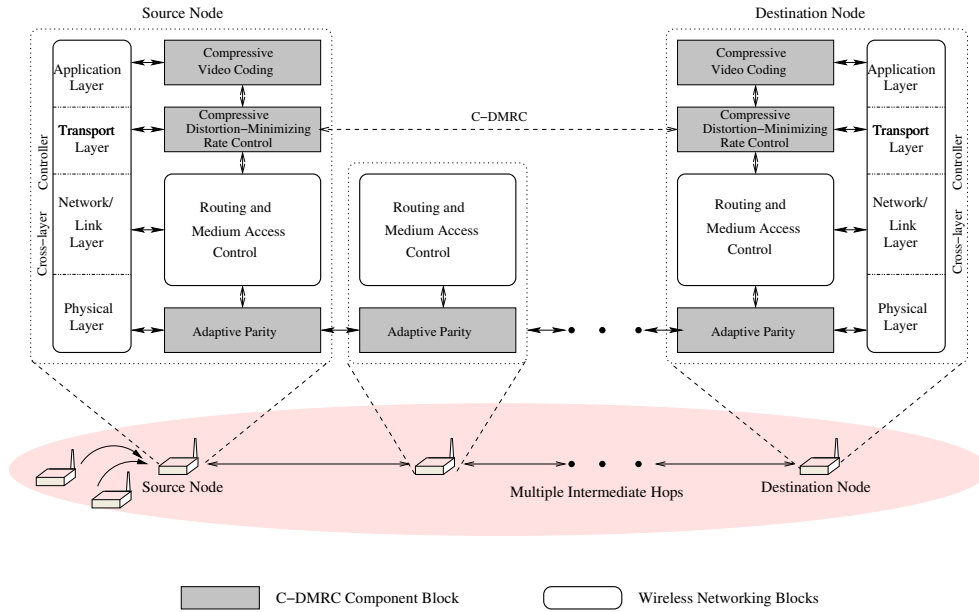 Source Node
Destination Node
Application
Layer
Transport
Layer
Network/
Link
Layer
Physical
Layer
Cross-layer Controller
Compressive
Video Coding
Compressive
Distortion-Minimizing
Rate Control
Routing and
Medium Access
Control
Adaptive Parity
C-DMRC
Routing and
Medium Access
Control
Adaptive Parity
Compressive
Video Coding
Compressive
Distortion-Minimizing
Rate Control
Routing and
Medium Access
Control
Adaptive Parity
Application
Layer
Transport
Layer
Network/
Link
Layer
Physical
Layer
Cross-layer Controller
Source Node
Multiple Intermediate Hops
Destination Node
C-DMRC Component Block
Wireless Networking Blocks